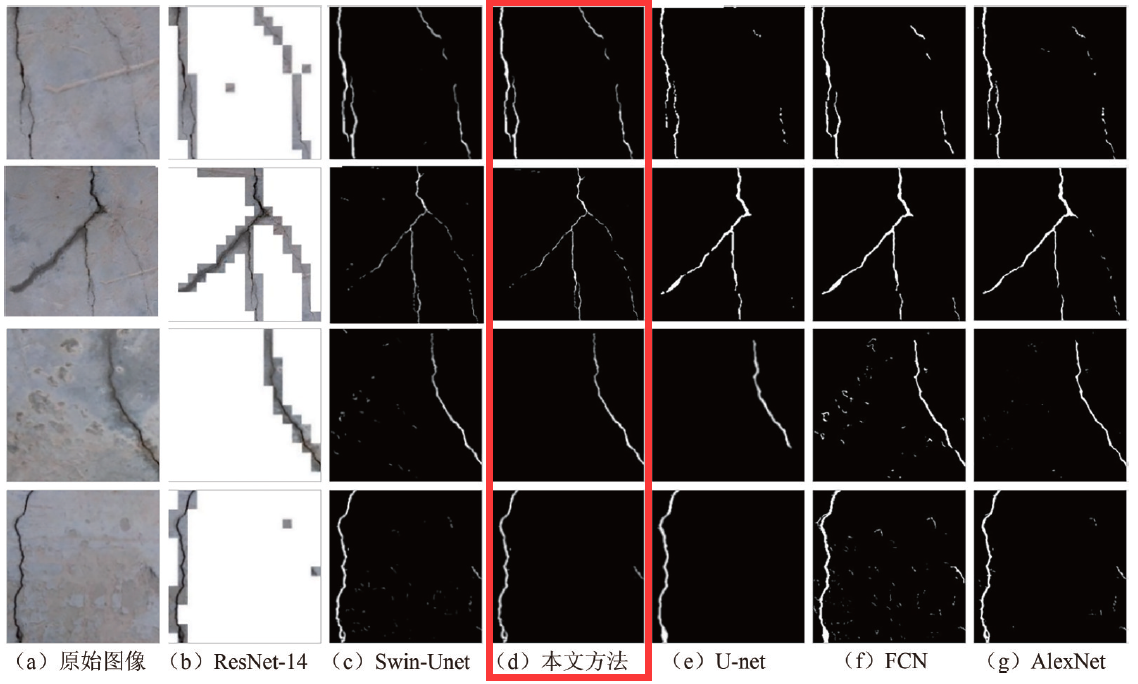 (a)原始图像 (b)ResNet-14 (c)Swin-Unet (d)本文方法 (e)U-net (f)FCN (g)AlexNet